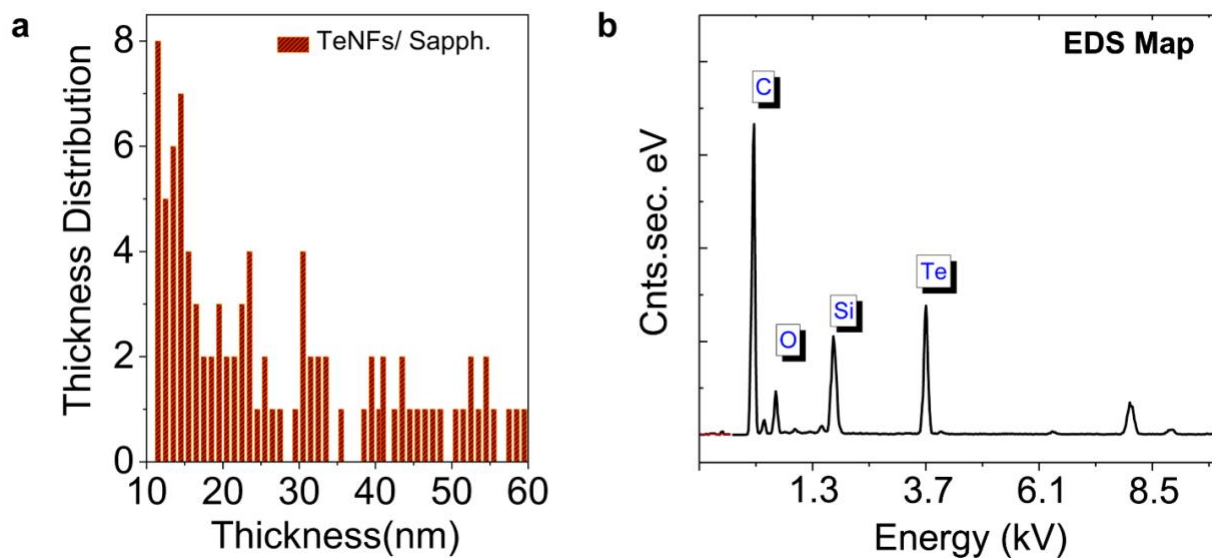 a
TeNFs/ Sapph.
Thickness Distribution
8
6
4
2
0
10 20 30 40 50 60
Thickness(nm)
b
EDS Map
C
O
Si
Te
Cnts.sec. eV
1.3 3.7 6.1 8.5
Energy (kV)